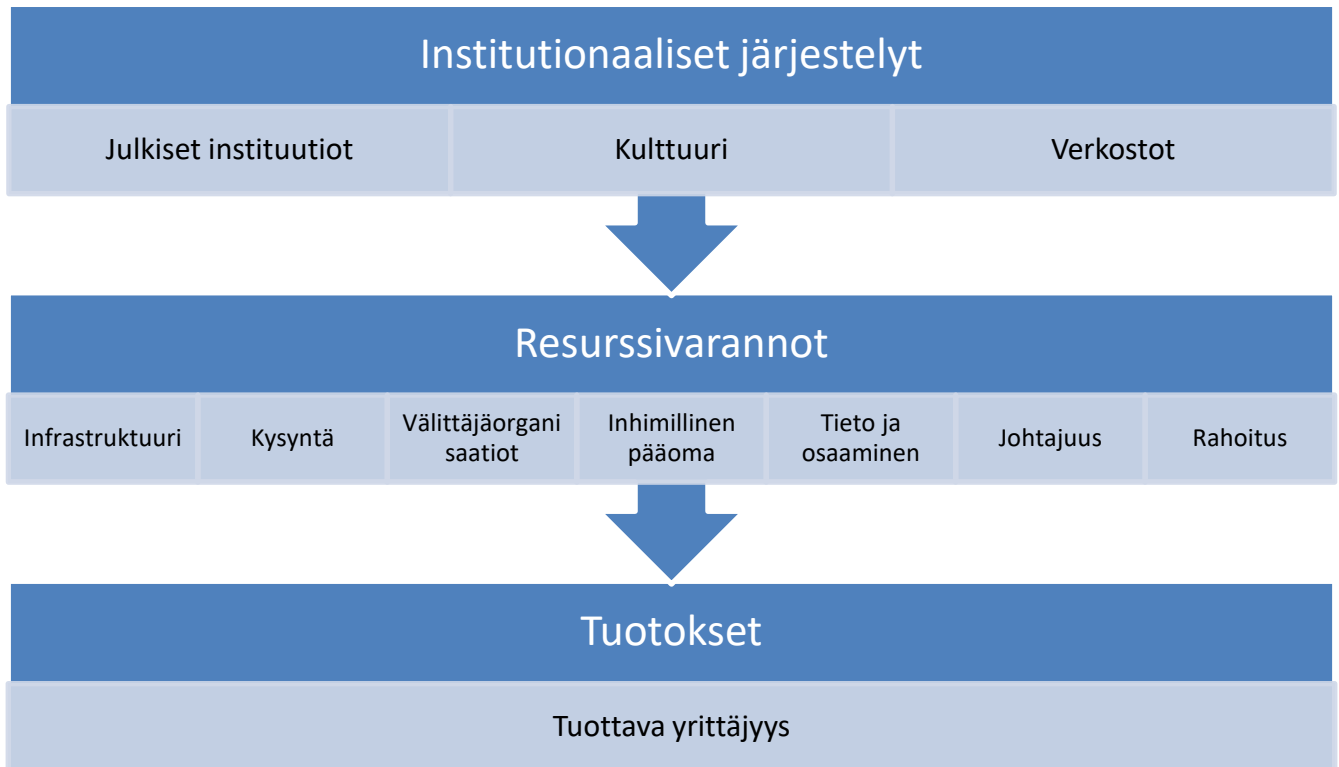 Institutionaaliset järjestelyt
Julkiset instituutiot
Kulttuuri
Verkostot
Resurssivarannot
Infrastruktuuri
Kysyntä
Välittäjäorgani
saatiot
Inhimillinen
pääoma
Tieto ja
osaaminen
Johtajuus
Rahoitus
Tuotokset
Tuottava yrittäjyys